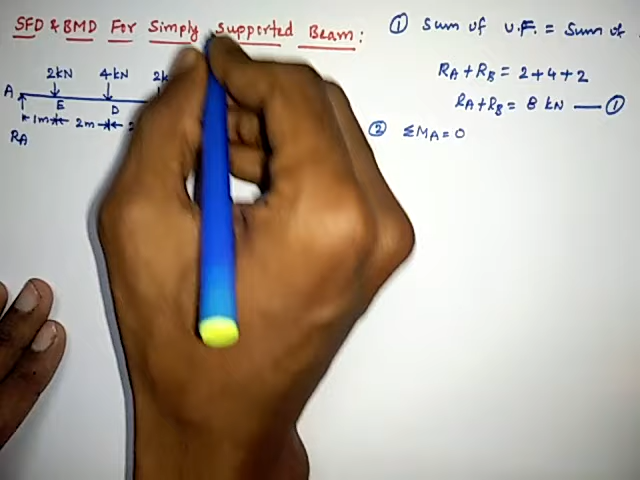 SFD & BMD For Simply Supported Beam :
2kN 4kN
A
E D
1m 2m
RA
① Sum of U.F. = Sum of
RA + RB = 2+4+2
RA + RB = 8 kN — ①
② ΣMA = 0